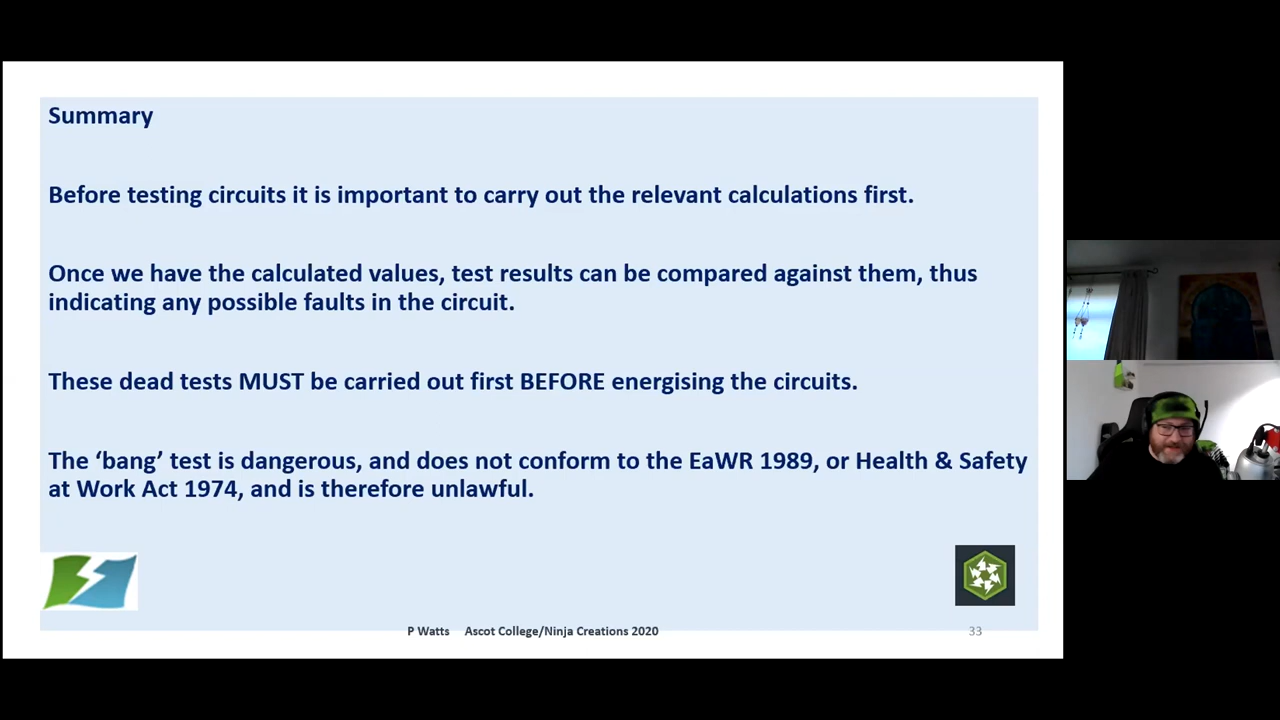 Summary
Before testing circuits it is important to carry out the relevant calculations first.
Once we have the calculated values, test results can be compared against them, thus
indicating any possible faults in the circuit.
These dead tests MUST be carried out first BEFORE energising the circuits.
The ‘bang’ test is dangerous, and does not conform to the EaWR 1989, or Health & Safety
at Work Act 1974, and is therefore unlawful.
P Watts Ascot College/Ninja Creations 2020
33